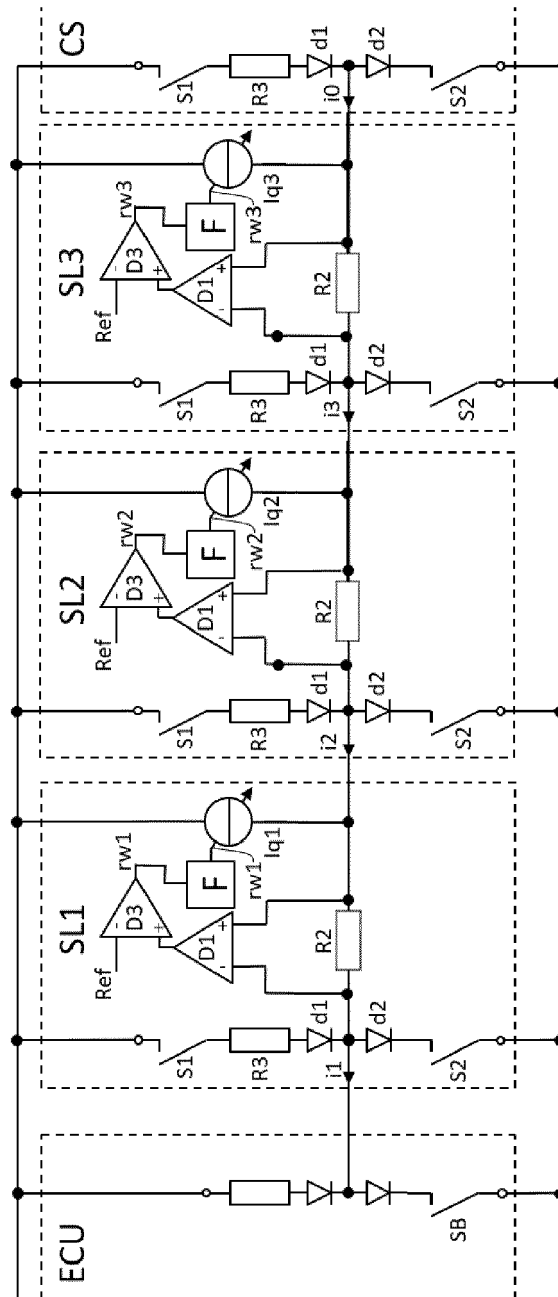 ECU
SB
SL1
Ref
D3
rw1
D1
F
rw1
Iq1
S1
R3
d1
R2
i1
d2
S2
SL2
Ref
D3
rw2
D1
F
rw2
Iq2
S1
R3
d1
R2
i2
d2
S2
SL3
Ref
D3
rw3
D1
F
rw3
Iq3
S1
R3
d1
R2
i3
d2
S2
CS
S1
R3
d1
i0
d2
S2